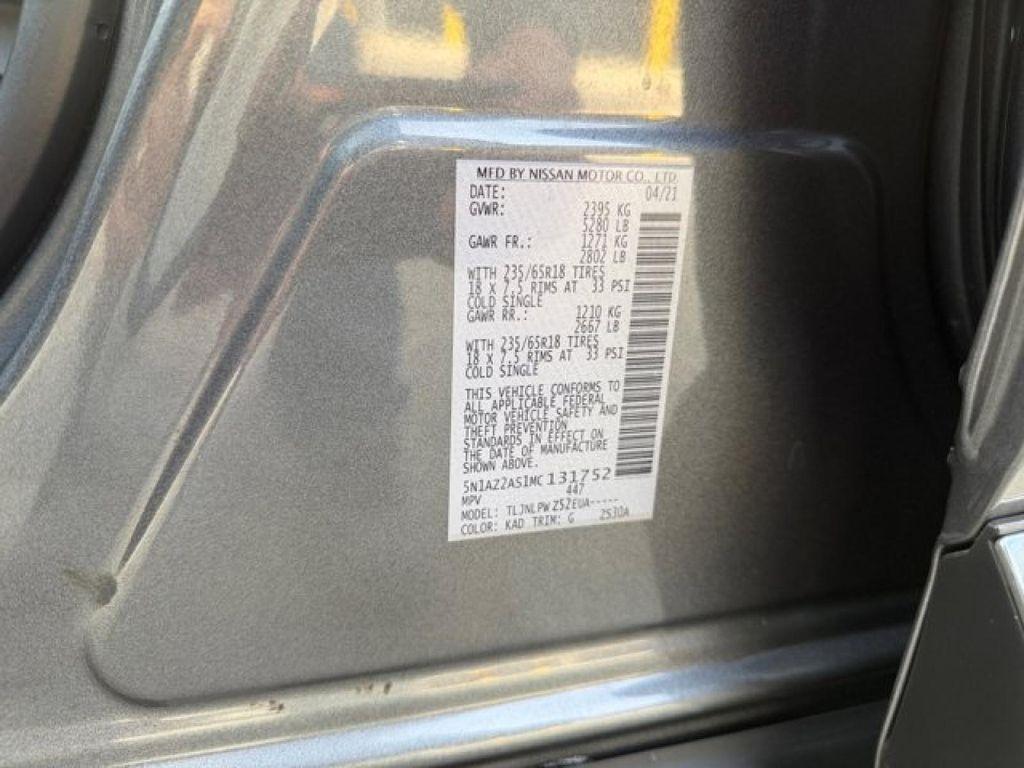 MFD BY NISSAN MOTOR CO., LTD.
DATE: 04/21
GVWR: 2395 KG
5280 LB
GAWR FR.: 1271 KG
2802 LB
WITH 235/65R18 TIRES
18 X 7.5 RIMS AT 33 PSI
COLD SINGLE
GAWR RR.: 1210 KG
2667 LB
WITH 235/65R18 TIRES
18 X 7.5 RIMS AT 33 PSI
COLD SINGLE
THIS VEHICLE CONFORMS TO
ALL APPLICABLE FEDERAL
MOTOR VEHICLE SAFETY AND
THEFT PREVENTION
STANDARDS IN EFFECT ON
THE DATE OF MANUFACTURE
SHOWN ABOVE.
5N1AZ2AS1MC131752
MPV 447
MODEL: TLJNLPW Z52EUA-----
COLOR: KAD TRIM: G Z530A